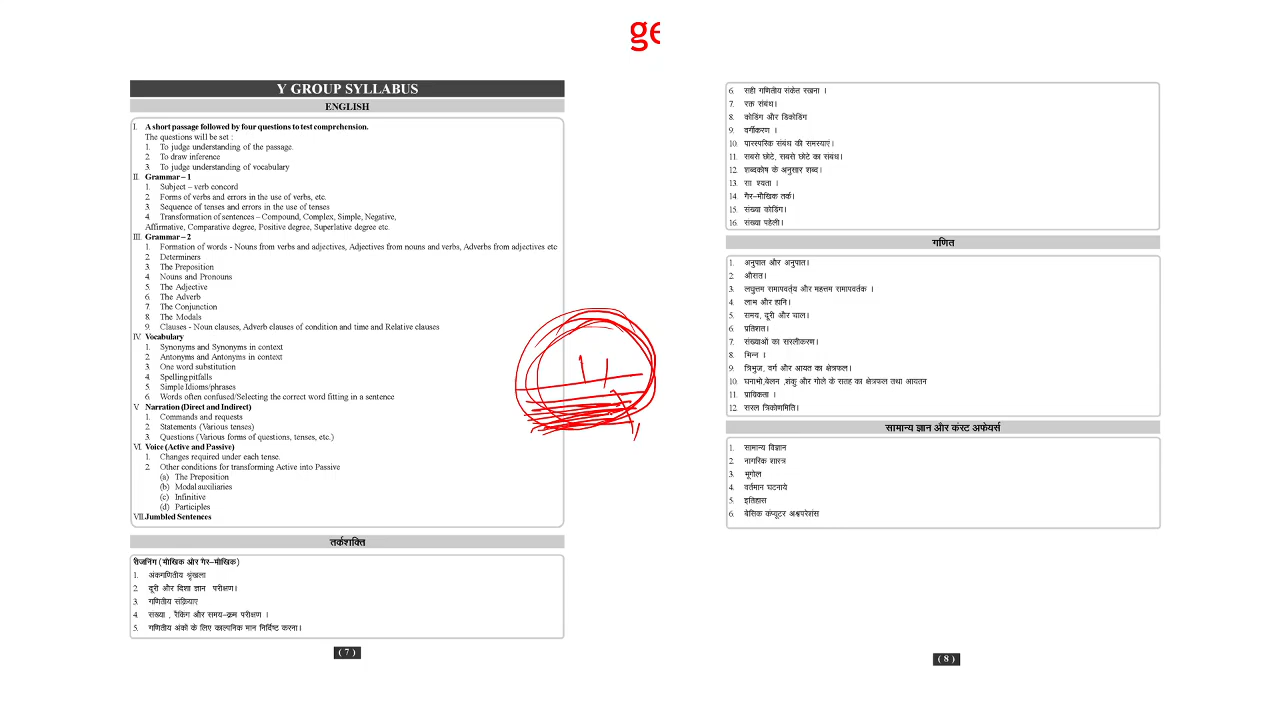 ge
Y GROUP SYLLABUS
ENGLISH
I. A short passage followed by four questions to test comprehension.
The questions will be set :
1. To judge understanding of the passage.
2. To draw inference
3. To judge understanding of vocabulary
II. Grammar – 1
1. Subject – verb concord
2. Forms of verbs and errors in the use of verbs, etc.
3. Sequence of tenses and errors in the use of tenses
4. Transformation of sentences – Compound, Complex, Simple, Negative,
Affirmative, Comparative degree, Positive degree, Superlative degree etc.
III. Grammar – 2
1. Formation of words - Nouns from verbs and adjectives, Adjectives from nouns and verbs, Adverbs from adjectives etc
2. Determiners
3. The Preposition
4. Nouns and Pronouns
5. The Adjective
6. The Adverb
7. The Conjunction
8. The Modals
9. Clauses - Noun clauses, Adverb clauses of condition and time and Relative clauses
IV. Vocabulary
1. Synonyms and Synonyms in context
2. Antonyms and Antonyms in context
3. One word substitution
4. Spelling pitfalls
5. Simple Idioms/phrases
6. Words often confused/Selecting the correct word fitting in a sentence
V. Narration (Direct and Indirect)
1. Commands and requests
2. Statements (Various tenses)
3. Questions (Various forms of questions, tenses, etc.)
VI. Voice (Active and Passive)
1. Changes required under each tense.
2. Other conditions for transforming Active into Passive
(a) The Preposition
(b) Modal auxiliaries
(c) Infinitive
(d) Participles
VII. Jumbled Sentences
तर्कशक्ति
रीजनिंग (मौखिक ओर गैर–मौखिक)
1. अंकगणितीय श्रृंखला
2. दूरी और दिशा ज्ञान परीक्षण।
3. गणितीय संक्रियाएं
4. संख्या , रैंकिंग और समय–क्रम परीक्षण ।
5. गणितीय अंकों के लिए काल्पनिक मान निर्दिष्ट करना।
( 7 )
6. सही गणितीय संकेत रखना ।
7. रक्त संबंध।
8. कोडिंग और डिकोडिंग
9. वर्गीकरण ।
10. पारस्परिक संबंध की समस्याएं।
11. सबसे छोटे, सबसे छोटे का संबंध।
12. शब्दकोष के अनुसार शब्द।
13. श्यता ।
14. गैर–मौखिक तर्क।
15. संख्या कोडिंग।
16. संख्या पहेली।
गणित
1. अनुपात और अनुपात।
2. औसत।
3. लघुत्तम समापवर्त्य और महत्तम समापवर्तक ।
4. लाभ और हानि।
5. समय, दूरी और चाल।
6. प्रतिशत।
7. संख्याओं का सरलीकरण।
8. भिन्न ।
9. त्रिभुज, वर्ग और आयत का क्षेत्रफल।
10. घनाभो,बेलन ,शंकु और गोले के सतह का क्षेत्रफल तथा आयतन
11. प्रायिकता ।
12. सरल त्रिकोणमिति।
सामान्य ज्ञान और करंट अफेयर्स
1. सामान्य विज्ञान
2. नागरिक शास्त्र
3. भूगोल
4. वर्तमान घटनाये
5. इतिहास
6. बेसिक कंप्यूटर
( 8 )